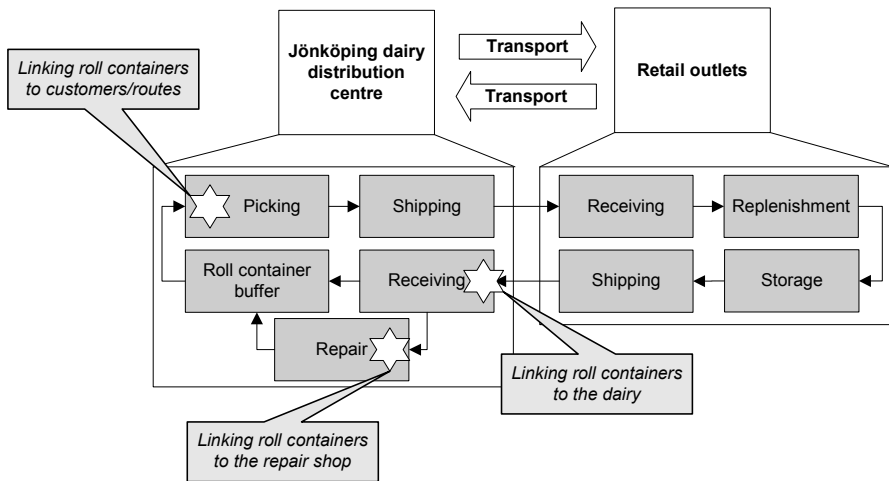 Jönköping dairy
distribution
centre
Transport
Transport
Retail outlets
Linking roll containers
to customers/routes
Picking
Shipping
Receiving
Replenishment
Roll container
buffer
Receiving
Shipping
Storage
Repair
Linking roll containers
to the dairy
Linking roll containers
to the repair shop